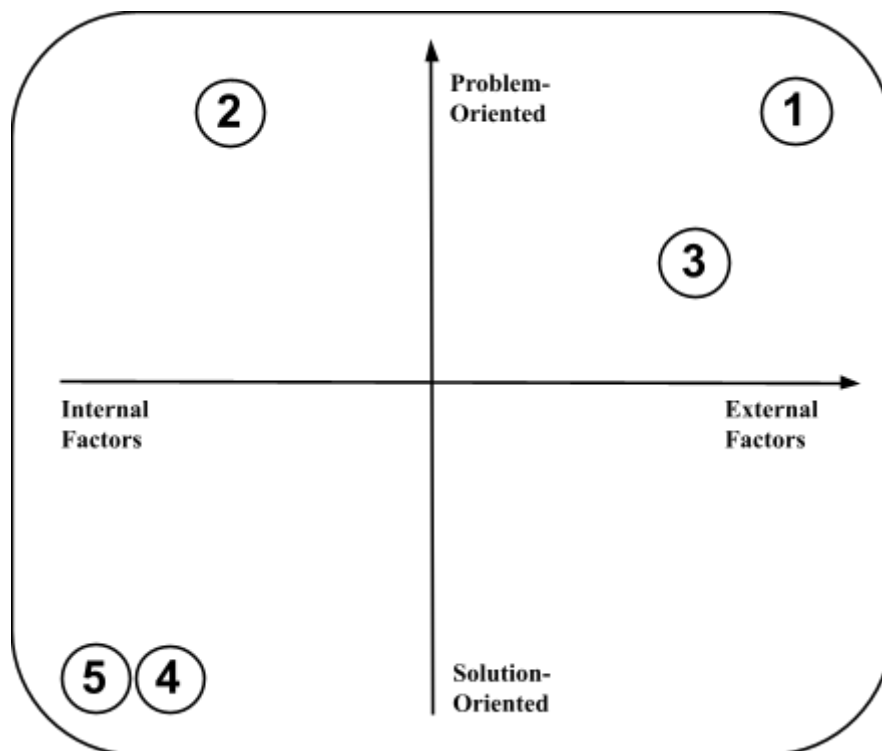 Problem-
Oriented
2
1
3
Internal
Factors
External
Factors
5
4
Solution-
Oriented